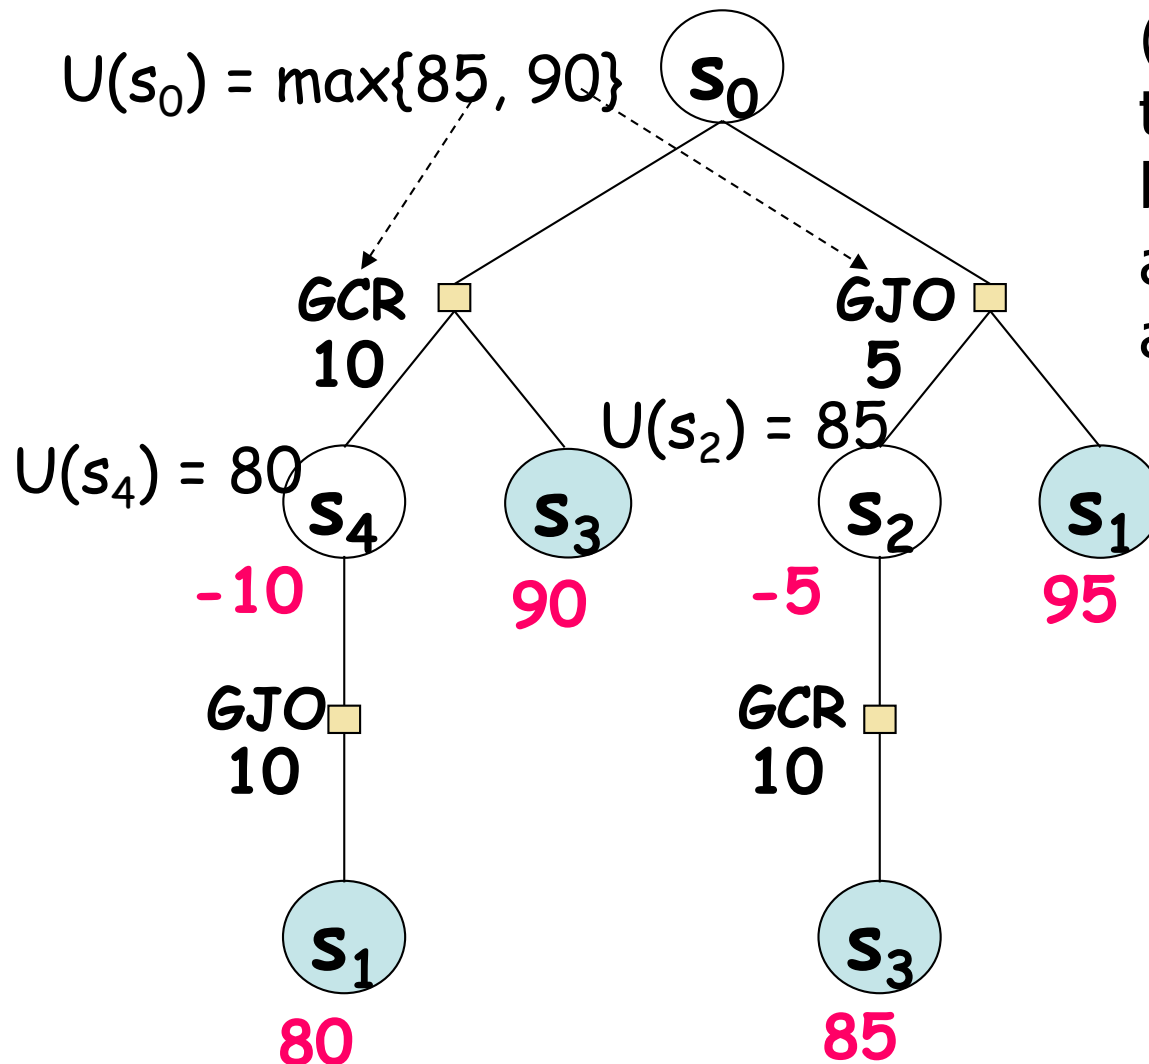 U(s₀) = max{85, 90}
s₀
GCR
10
GJO
5
U(s₄) = 80
U(s₂) = 85
s₄
s₃
s₂
s₁
-10
90
-5
95
GJO
10
GCR
10
s₁
s₃
80
85